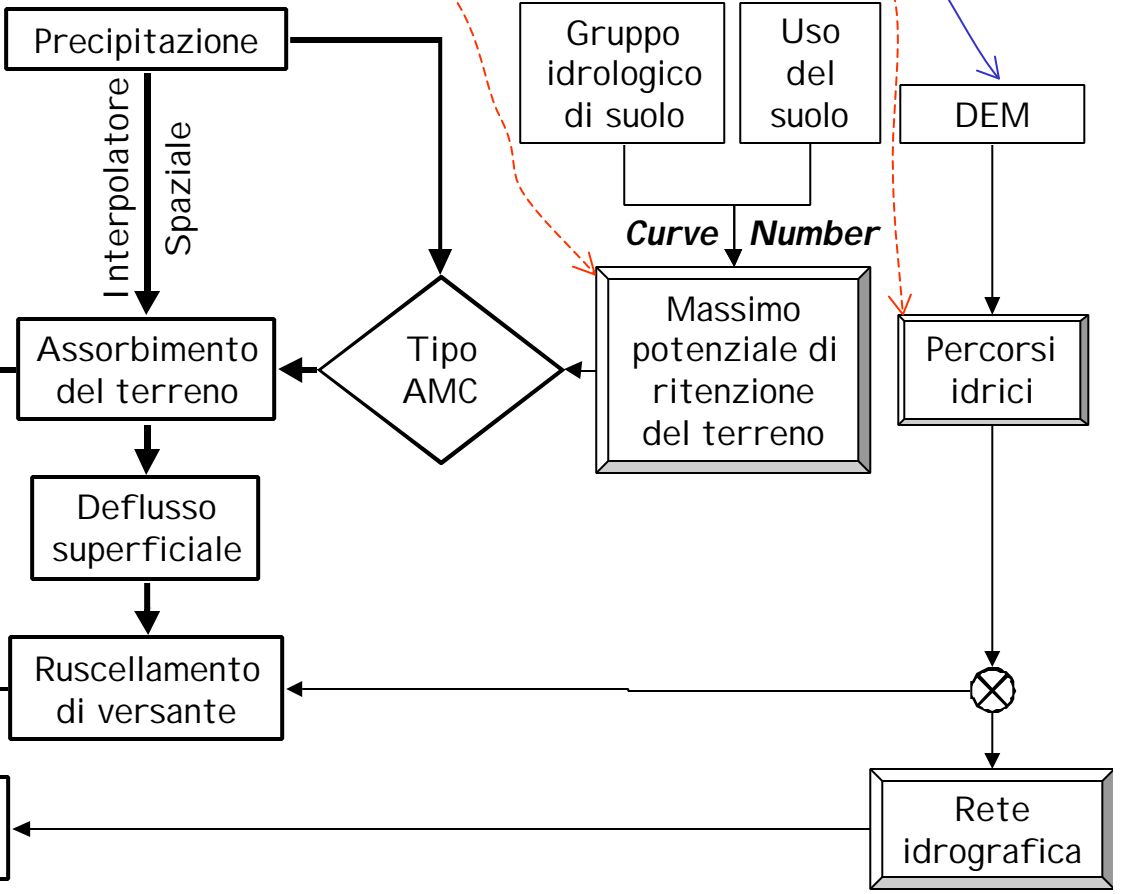 Precipitazione
Interpolatore
Spaziale
Gruppo
idrologico
di suolo
Uso
del
suolo
DEM
Curve Number
Assorbimento
del terreno
Tipo
AMC
Massimo
potenziale di
ritenzione
del terreno
Percorsi
idrici
Deflusso
superficiale
Ruscellamento
di versante
Rete
idrografica